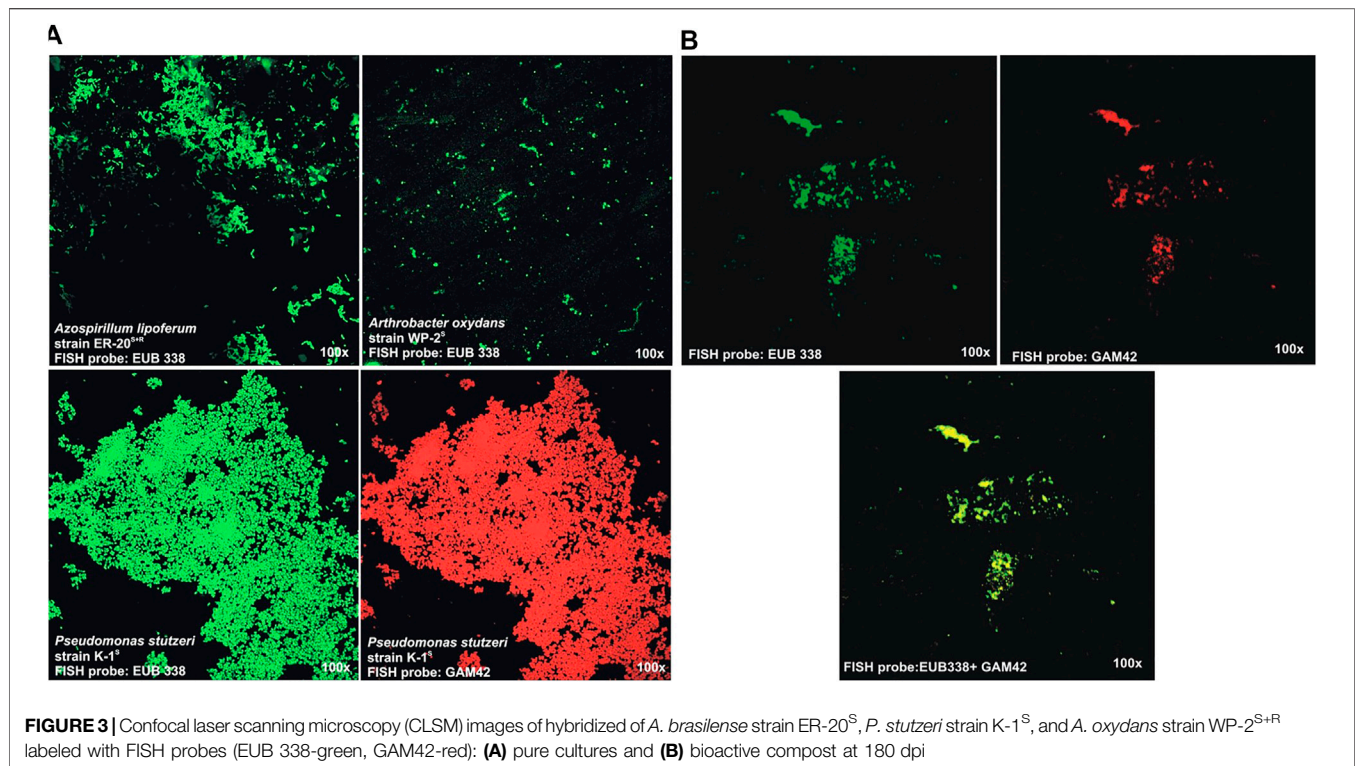 A
B
Azospirillum lipoferum
strain ER-20S+R
FISH probe: EUB 338
100x
Arthrobacter oxydans
strain WP-2S
FISH probe: EUB 338
100x
FISH probe: EUB 338
100x
FISH probe: GAM42
100x
Pseudomonas stutzeri
strain K-1S
FISH probe: EUB 338
100x
Pseudomonas stutzeri
strain K-1S
FISH probe: GAM42
100x
FISH probe:EUB338+ GAM42
100x
FIGURE 3 | Confocal laser scanning microscopy (CLSM) images of hybridized of A. brasilense strain ER-20S, P. stutzeri strain K-1S, and A. oxydans strain WP-2S+R
labeled with FISH probes (EUB 338-green, GAM42-red): (A) pure cultures and (B) bioactive compost at 180 dpi